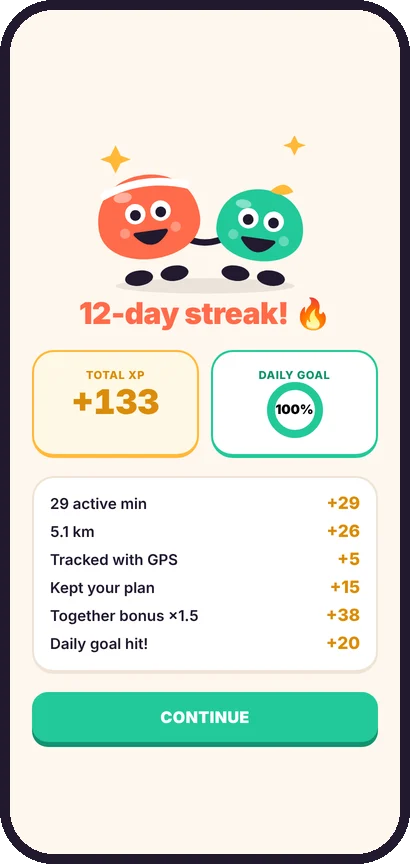 12-day streak! 🔥
TOTAL XP
+133
DAILY GOAL
100%
29 active min +29
5.1 km +26
Tracked with GPS +5
Kept your plan +15
Together bonus ×1.5 +38
Daily goal hit! +20
CONTINUE